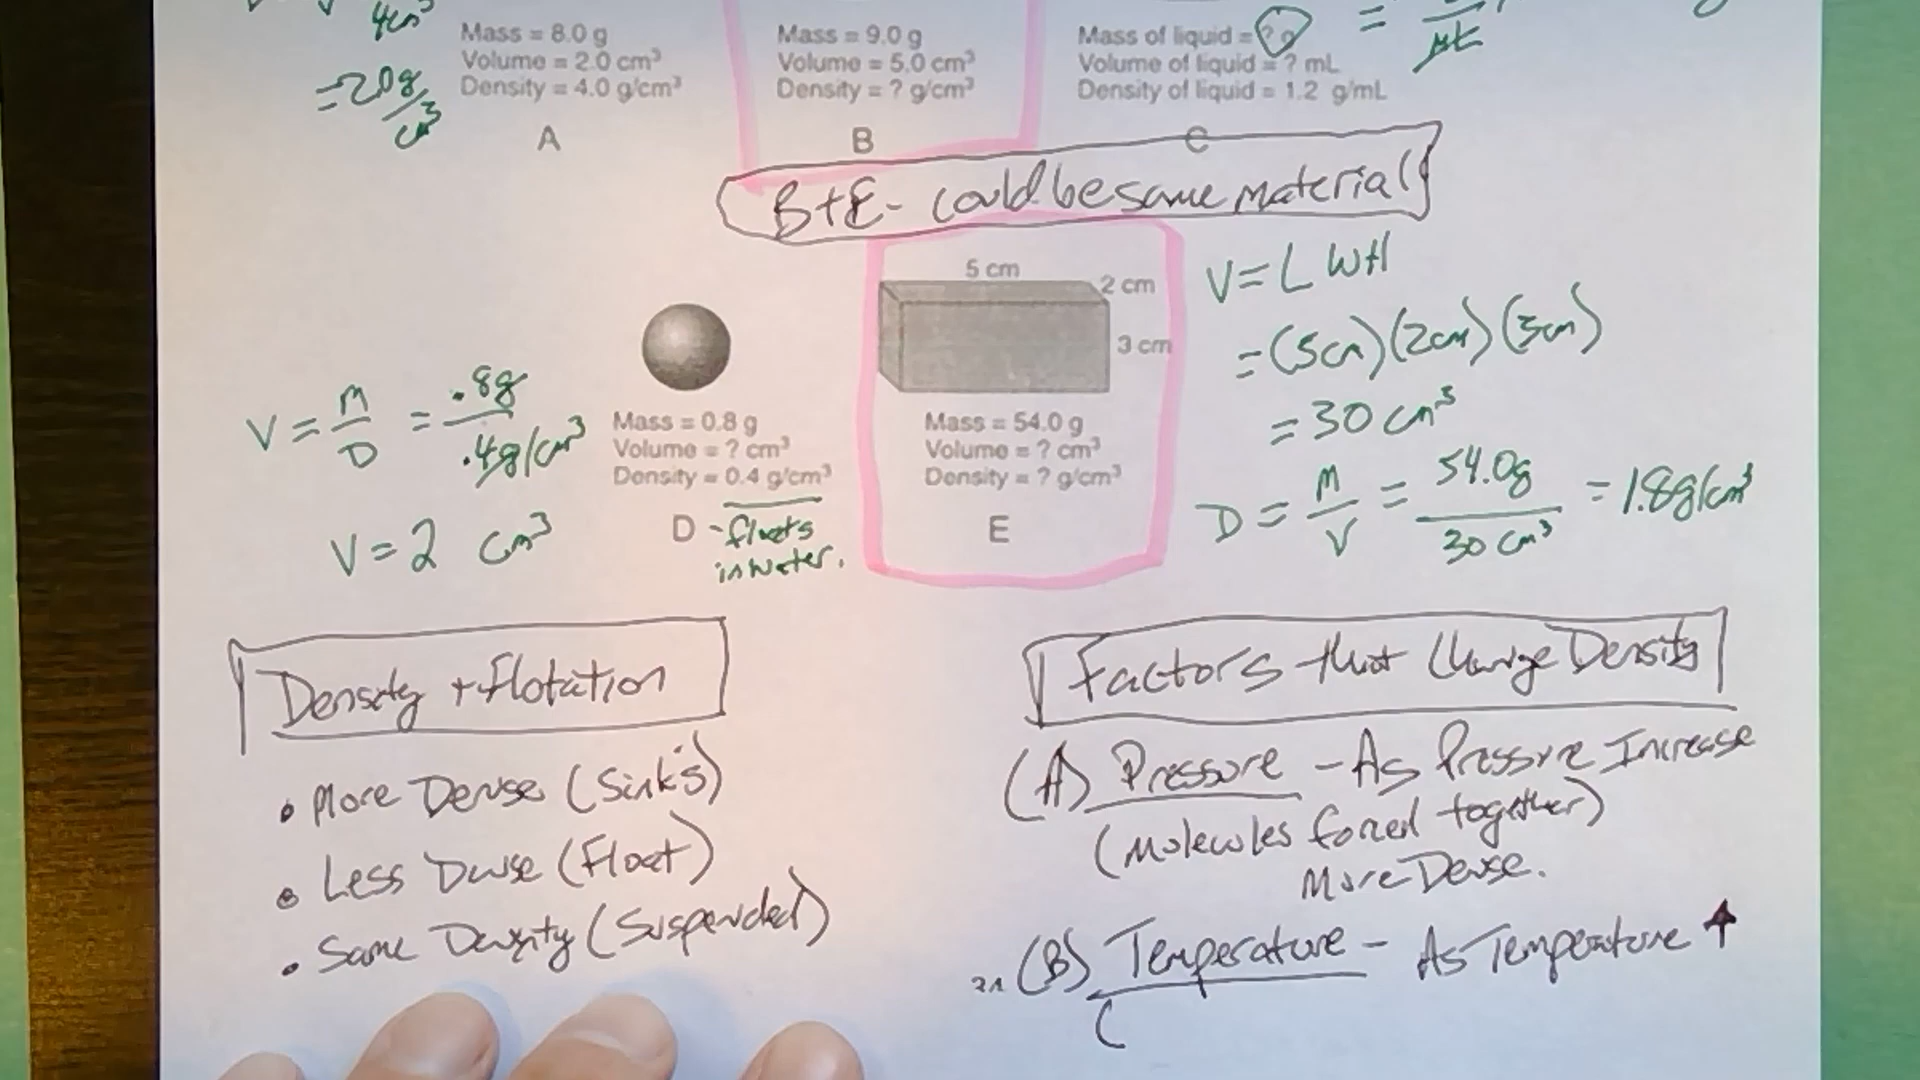 4cm³
=2.0g/cm³
Mass = 8.0 g
Volume = 2.0 cm³
Density = 4.0 g/cm³
A
Mass = 9.0 g
Volume = 5.0 cm³
Density = ? g/cm³
B
Mass of liquid = ? g
Volume of liquid = ? mL
Density of liquid = 1.2 g/mL
C
B+E - could be same material
5 cm
2 cm
3 cm
V = L W H
= (5cm)(2cm)(3cm)
= 30 cm³
D = M/V = 54.0g/30 cm³ = 1.8g/cm³
V = M/D = .8g/.4g/cm³
V = 2 cm³
Mass = 0.8 g
Volume = ? cm³
Density = 0.4 g/cm³
D - floats
in water.
Mass = 54.0 g
Volume = ? cm³
Density = ? g/cm³
E
Density + Flotation
• More Dense (Sinks)
• Less Dense (Float)
• Same Density (Suspended)
Factors that Change Density
(A) Pressure - As Pressure Increase
(Molecules forced together)
More Dense.
(B) Temperature - As Temperature ↑
(